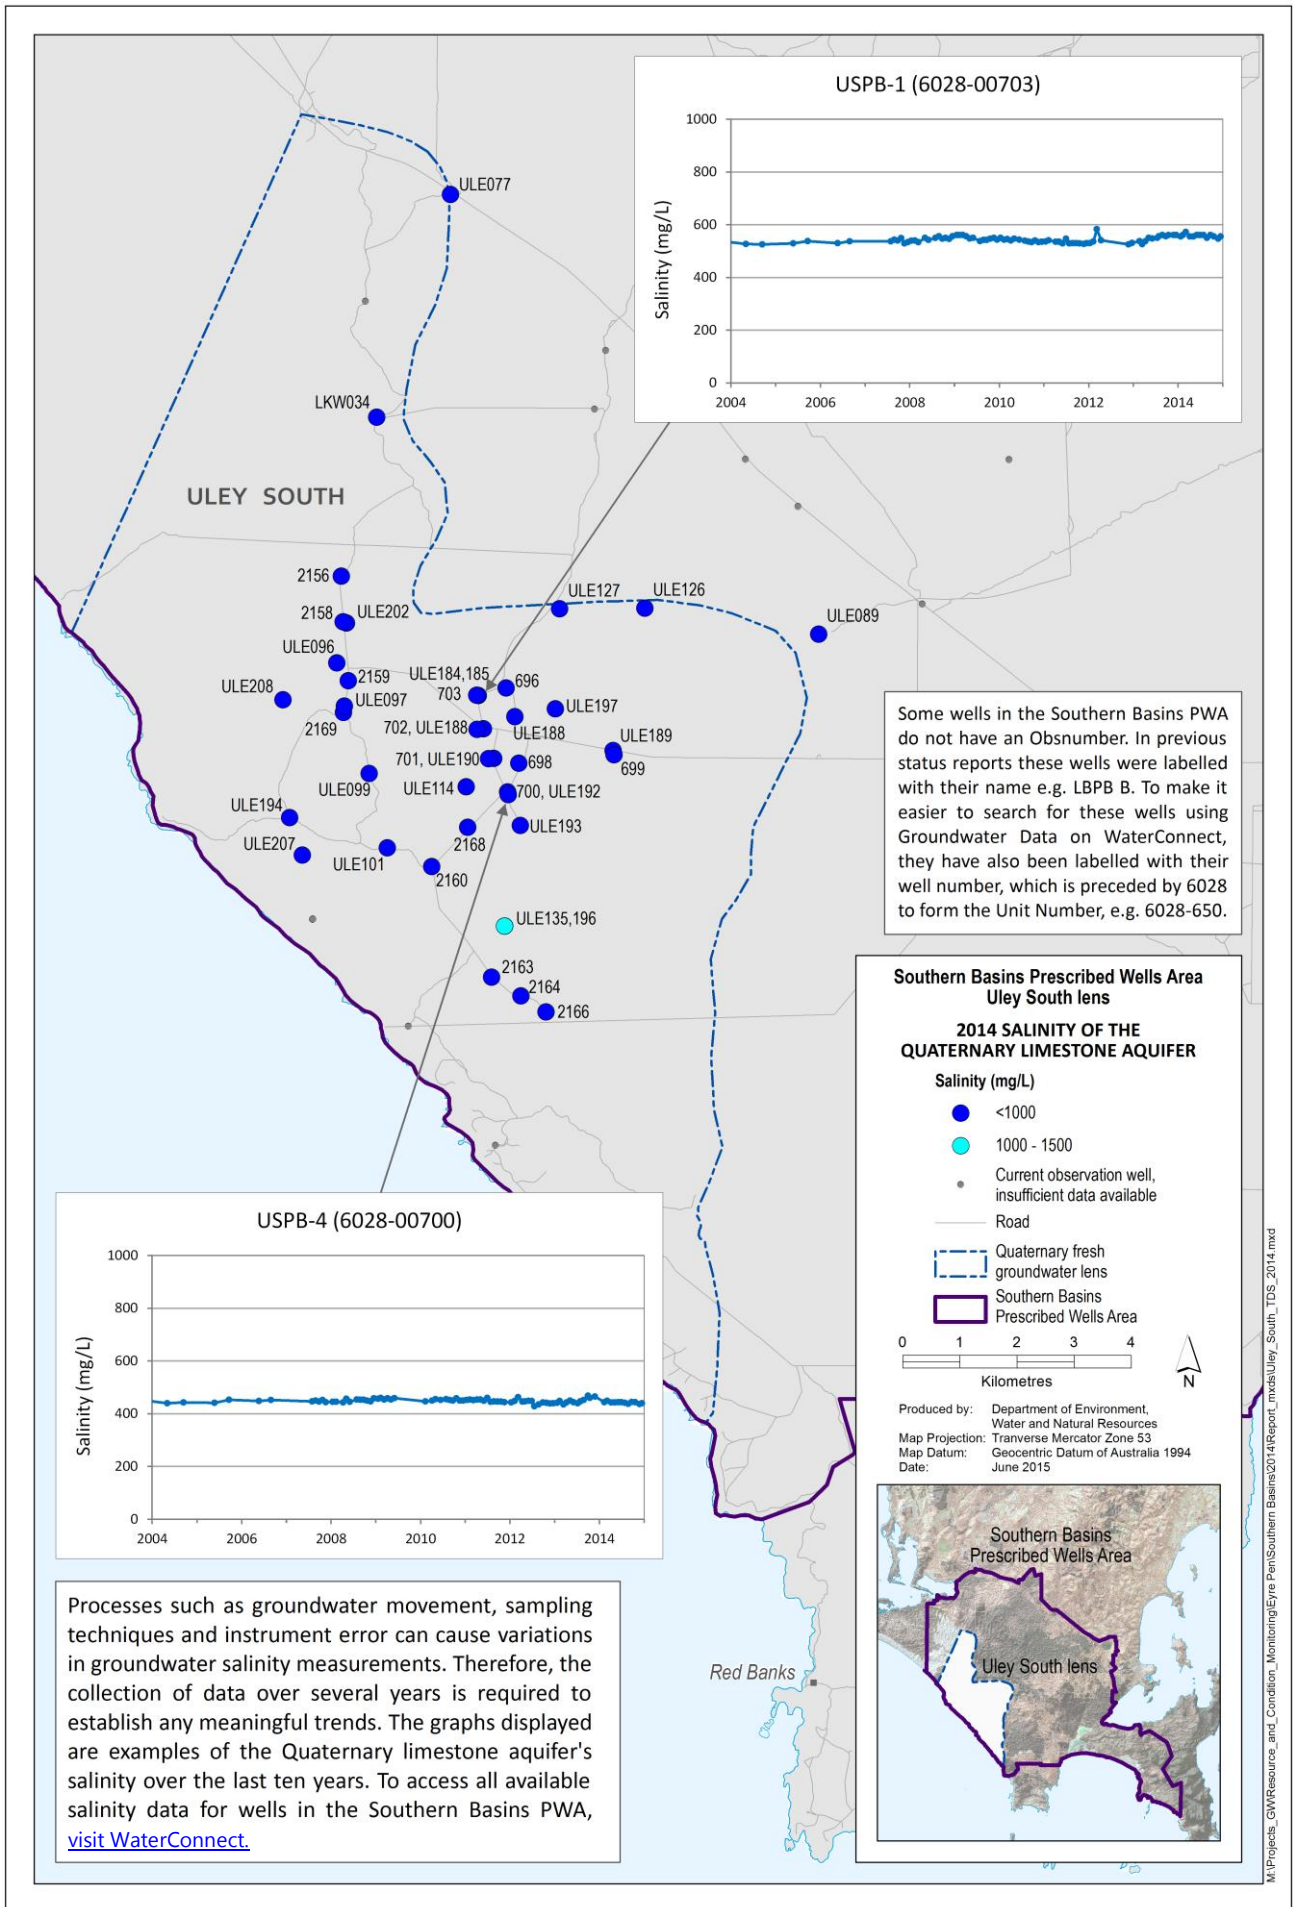 USPB-1 (6028-00703)
1000
800
600
400
200
0
Salinity (mg/L)
2004 2006 2008 2010 2012 2014
ULE077
LKW034
ULEY SOUTH
2156
2158
ULE202
ULE096
2159
ULE208
ULE097
2169
ULE099
ULE194
ULE207
ULE101
ULE127
ULE126
ULE089
ULE184,185
703
696
ULE197
702, ULE188
ULE188
ULE189
699
701, ULE190
698
ULE114
700, ULE192
ULE193
2168
2160
ULE135,196
2163
2164
2166
Some wells in the Southern Basins PWA
do not have an Obsnumber. In previous
status reports these wells were labelled
with their name e.g. LBPB B. To make it
easier to search for these wells using
Groundwater Data on WaterConnect,
they have also been labelled with their
well number, which is preceded by 6028
to form the Unit Number, e.g. 6028-650.
Southern Basins Prescribed Wells Area
Uley South lens
2014 SALINITY OF THE
QUATERNARY LIMESTONE AQUIFER
Salinity (mg/L)
<1000
1000 - 1500
Current observation well,
insufficient data available
Road
Quaternary fresh
groundwater lens
Southern Basins
Prescribed Wells Area
0 1 2 3 4
Kilometres
N
Produced by: Department of Environment,
Water and Natural Resources
Map Projection: Tranverse Mercator Zone 53
Map Datum: Geocentric Datum of Australia 1994
Date: June 2015
Southern Basins
Prescribed Wells Area
Uley South lens
USPB-4 (6028-00700)
1000
800
600
400
200
0
Salinity (mg/L)
2004 2006 2008 2010 2012 2014
Processes such as groundwater movement, sampling
techniques and instrument error can cause variations
in groundwater salinity measurements. Therefore, the
collection of data over several years is required to
establish any meaningful trends. The graphs displayed
are examples of the Quaternary limestone aquifer's
salinity over the last ten years. To access all available
salinity data for wells in the Southern Basins PWA,
visit WaterConnect.
Red Banks
M:\Projects_GW\Resource_and_Condition_Monitoring\Eyre Pen\Southern Basins\2014\Report_mxds\Uley_South_TDS_2014.mxd